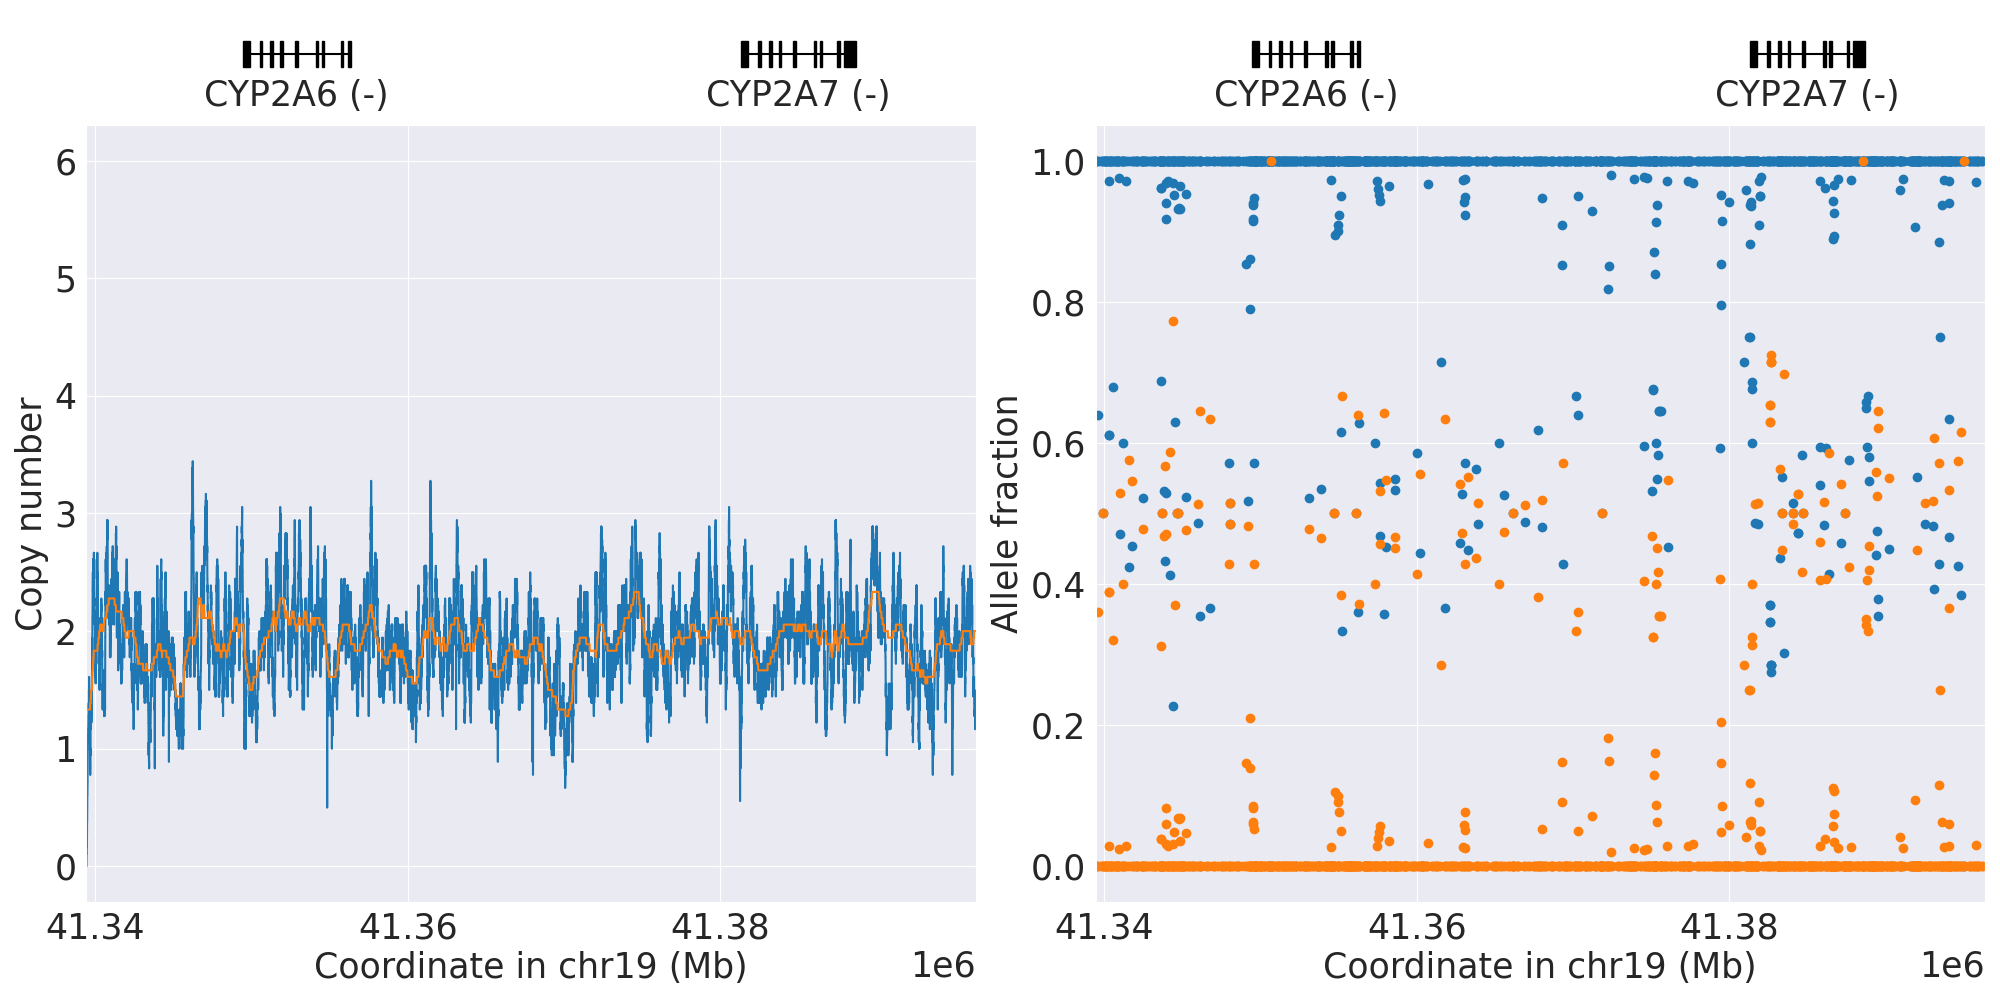 CYP2A6 (-)
CYP2A7 (-)
6
5
4
3
2
1
0
Copy number
41.34
41.36
41.38
Coordinate in chr19 (Mb)
1e6
CYP2A6 (-)
CYP2A7 (-)
1.0
0.8
0.6
0.4
0.2
0.0
Allele fraction
41.34
41.36
41.38
Coordinate in chr19 (Mb)
1e6